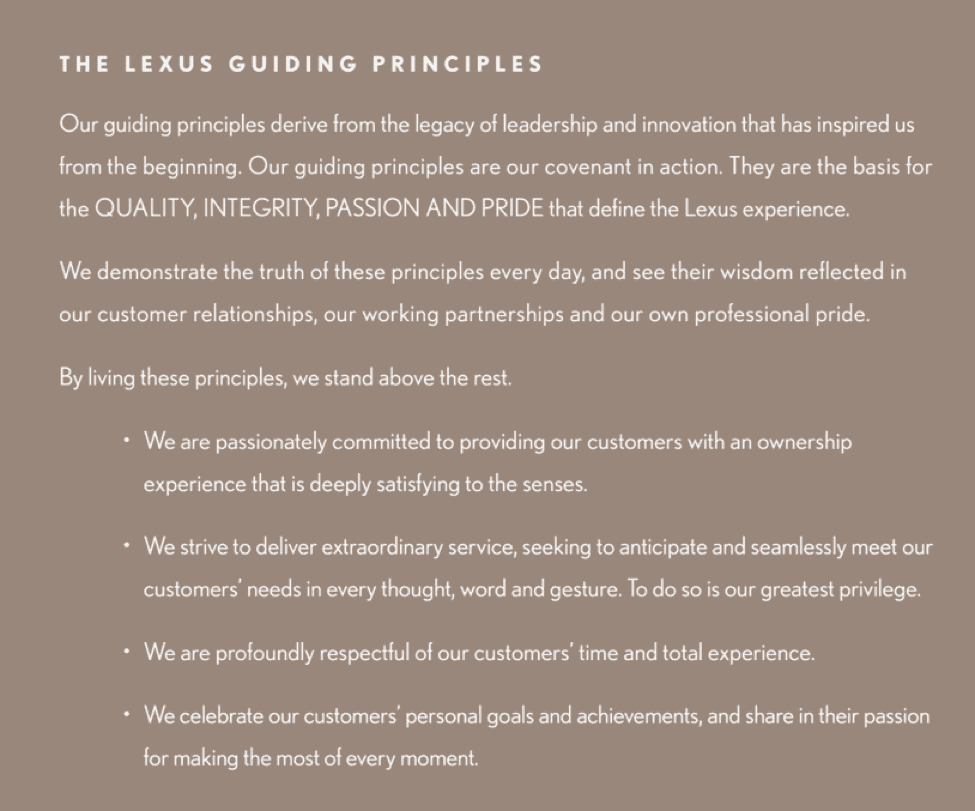 THE LEXUS GUIDING PRINCIPLES
Our guiding principles derive from the legacy of leadership and innovation that has inspired us
from the beginning. Our guiding principles are our covenant in action. They are the basis for
the QUALITY, INTEGRITY, PASSION AND PRIDE that define the Lexus experience.
We demonstrate the truth of these principles every day, and see their wisdom reflected in
our customer relationships, our working partnerships and our own professional pride.
By living these principles, we stand above the rest.
• We are passionately committed to providing our customers with an ownership
experience that is deeply satisfying to the senses.
• We strive to deliver extraordinary service, seeking to anticipate and seamlessly meet our
customers’ needs in every thought, word and gesture. To do so is our greatest privilege.
• We are profoundly respectful of our customers’ time and total experience.
• We celebrate our customers’ personal goals and achievements, and share in their passion
for making the most of every moment.